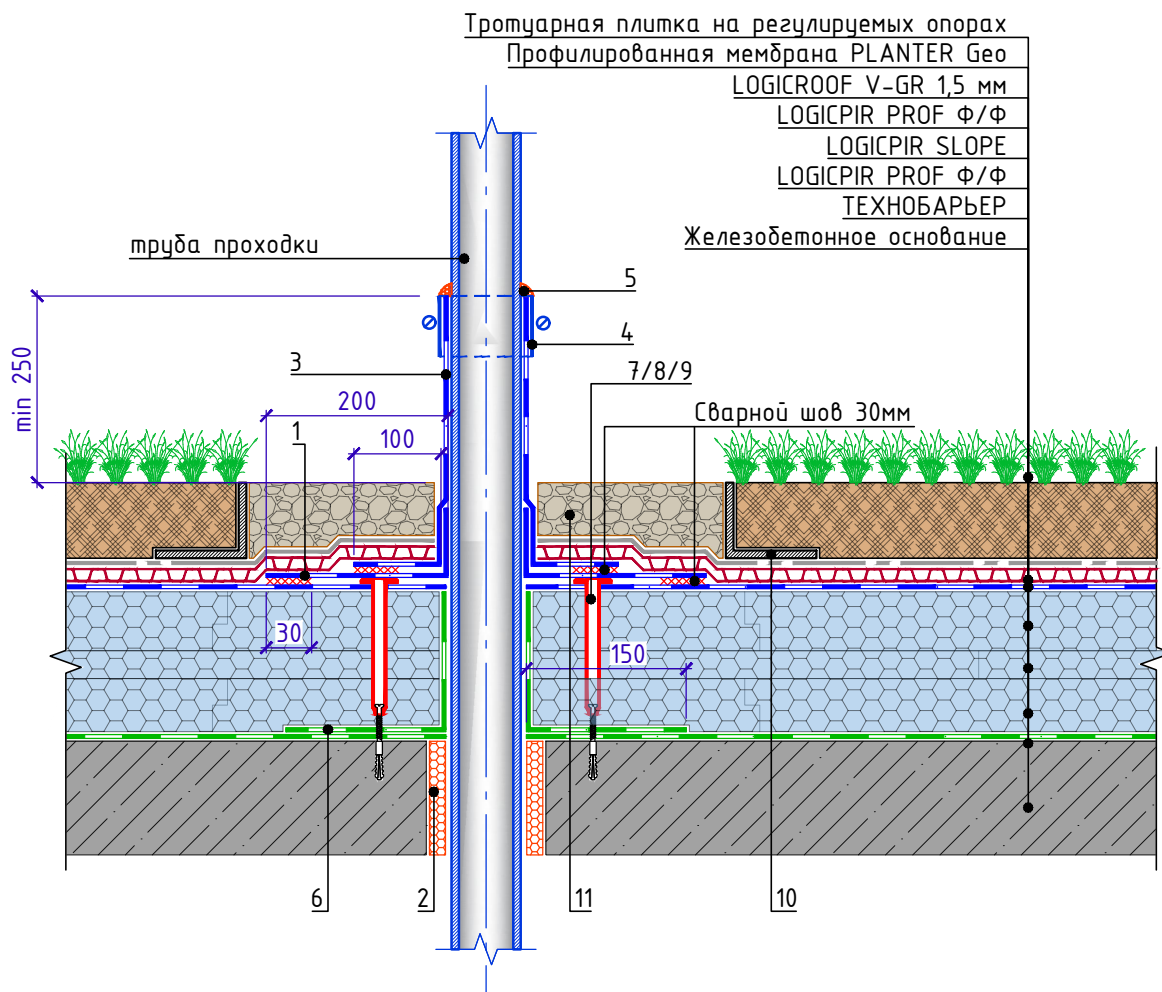 Тротуарная плитка на регулируемых опорах
Профилированная мембрана PLANTER Geo
LOGICROOF V-GR 1,5 мм
LOGICPIR PROF Ф/Ф
LOGICPIR SLOPE
LOGICPIR PROF Ф/Ф
ТЕХНОБАРЬЕР
Железобетонное основание
труба проходки
5
4
3
7/8/9
min 250
200
Сварной шов 30мм
1
100
30
150
6
2
11
10